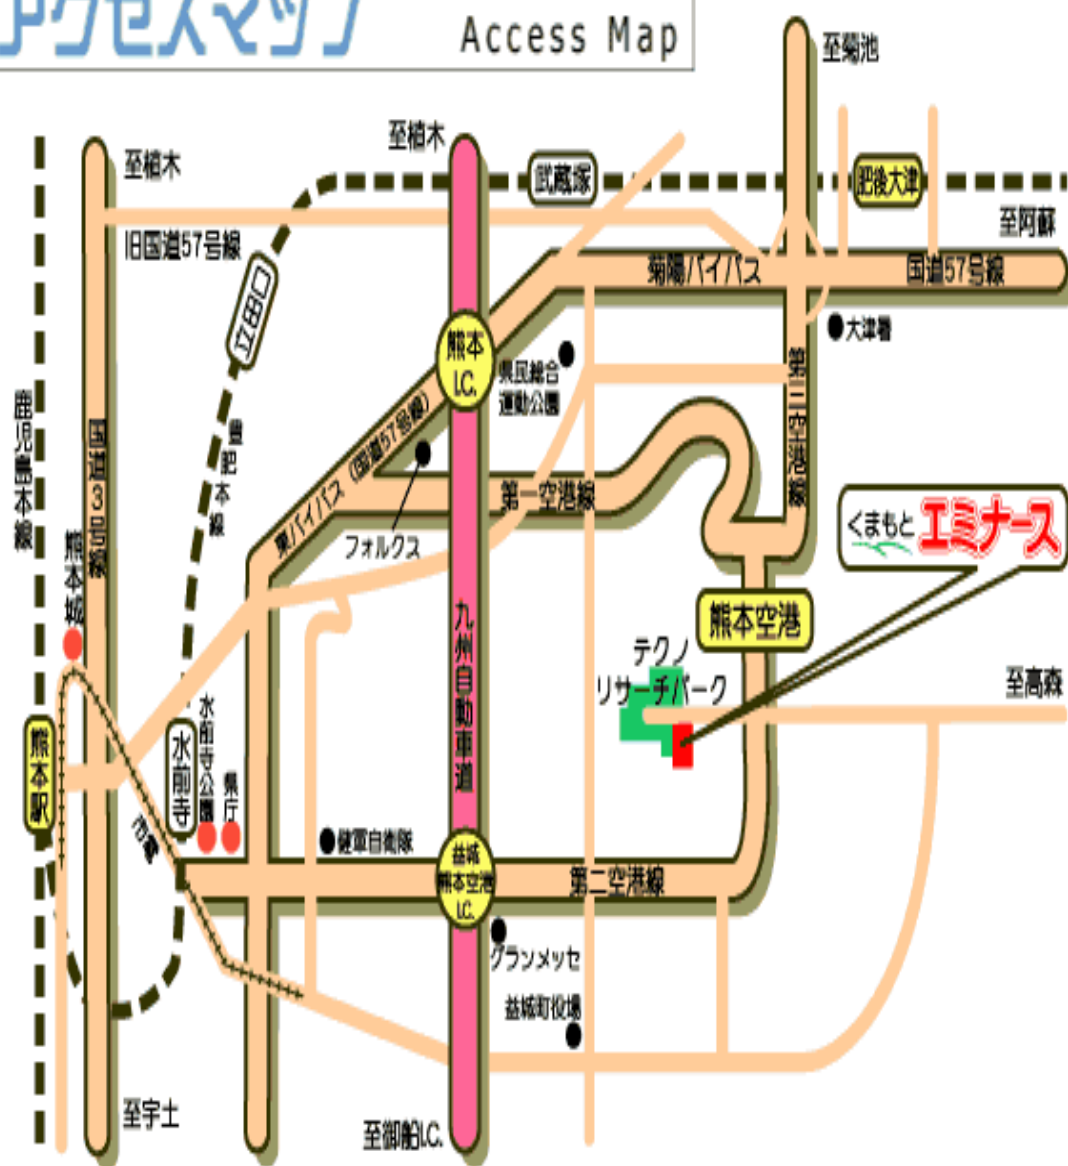 アクセスマップ
Access Map
至菊池
至植木
至植木
武蔵塚
肥後大津
至阿蘇
旧国道57号線
菊陽バイパス
国道57号線
竜田口
熊本
I.C.
県民総合
運動公園
大津署
第三空港線
鹿児島本線
国道3号線
豊肥本線
東バイパス(国道57号線)
第一空港線
フォルクス
くまもと
エミナース
熊本城
九州自動車道
熊本空港
テクノ
リサーチパーク
至高森
熊本駅
水前寺
水前寺公園
県庁
市電
健軍自衛隊
益城
熊本空港
I.C.
第二空港線
グランメッセ
益城町役場
至宇土
至御船I.C.